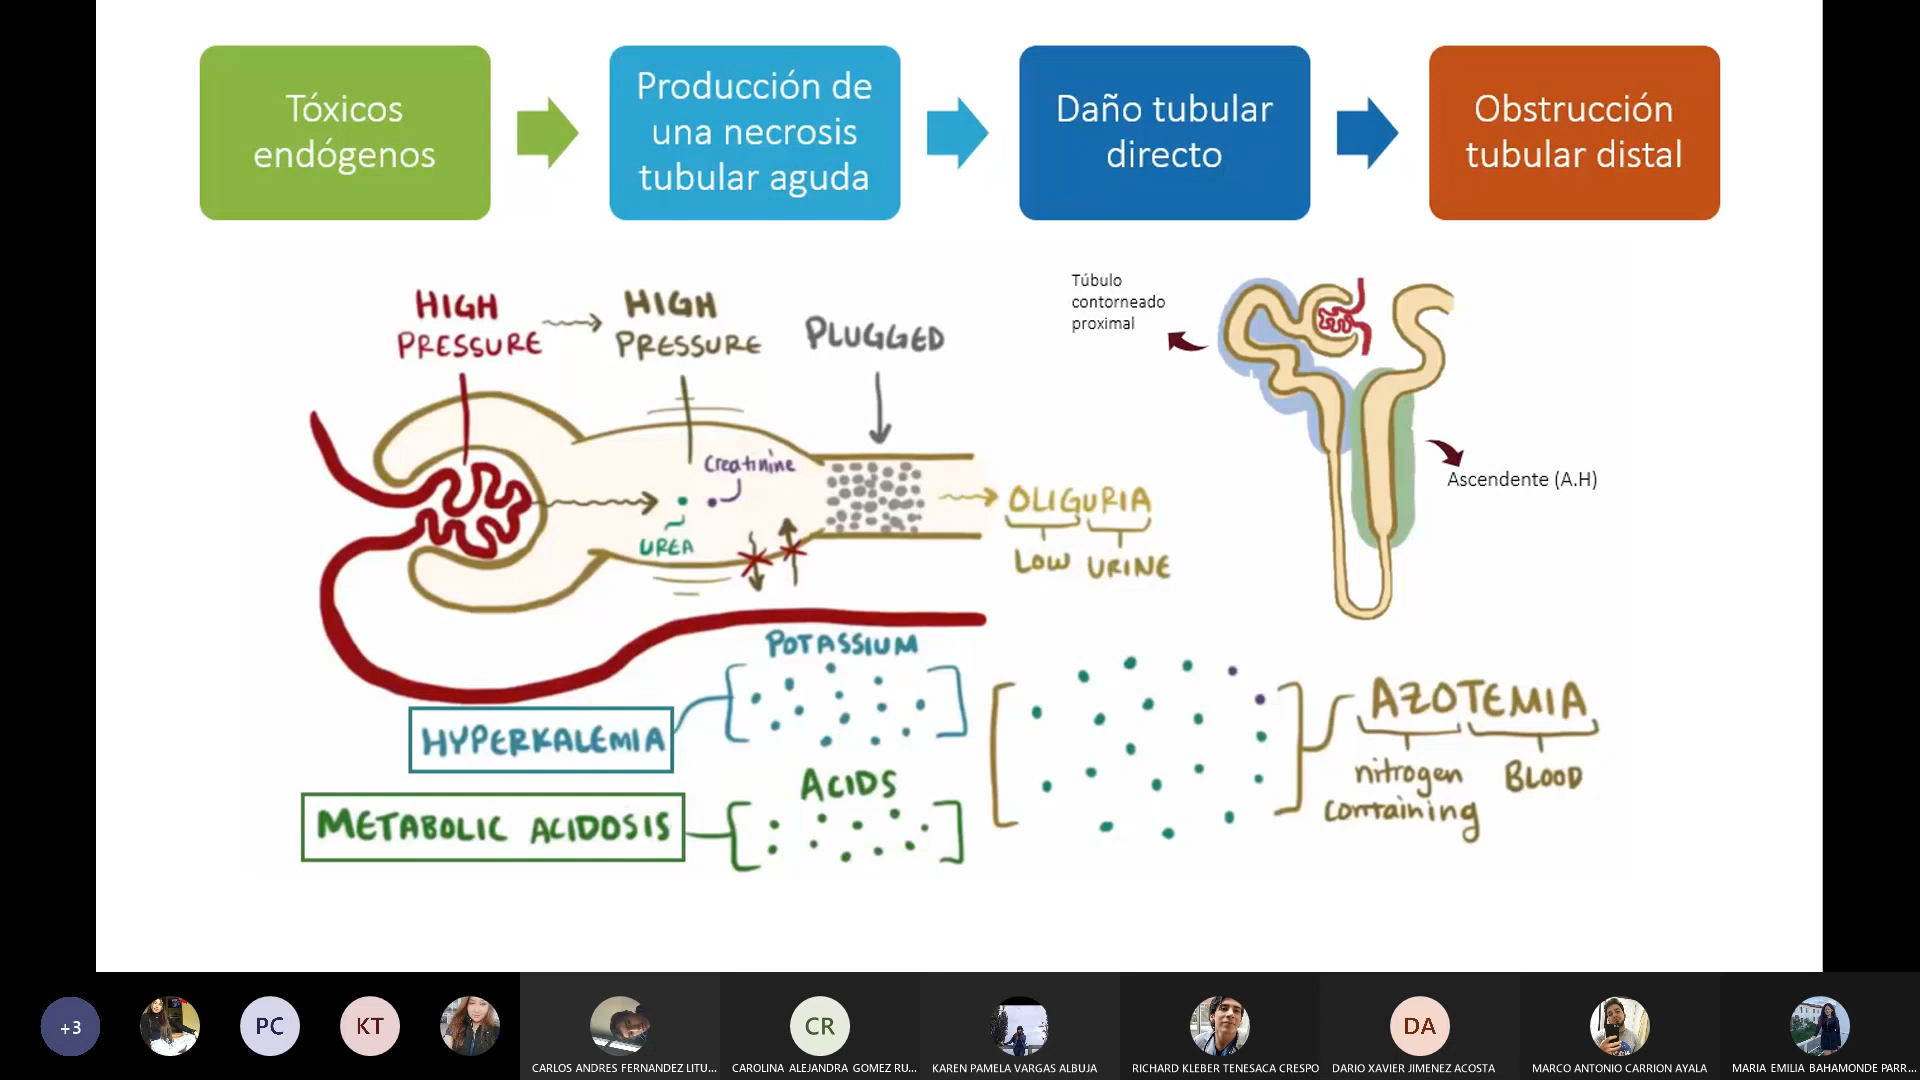 Tóxicos
endógenos
Producción de
una necrosis
tubular aguda
Daño tubular
directo
Obstrucción
tubular distal
HIGH
PRESSURE
HIGH
PRESSURE
PLUGGED
Creatinine
UREA
OLIGURIA
LOW URINE
Túbulo
contorneado
proximal
Ascendente (A.H)
POTASSIUM
HYPERKALEMIA
ACIDS
METABOLIC ACIDOSIS
AZOTEMIA
nitrogen
containing
BLOOD
+3
PC
KT
CR
DA
CARLOS ANDRES FERNANDEZ LITU...
CAROLINA ALEJANDRA GOMEZ RU...
KAREN PAMELA VARGAS ALBUJA
RICHARD KLEBER TENESACA CRESPO
DARIO XAVIER JIMENEZ ACOSTA
MARCO ANTONIO CARRION AYALA
MARIA EMILIA BAHAMONDE PARR...